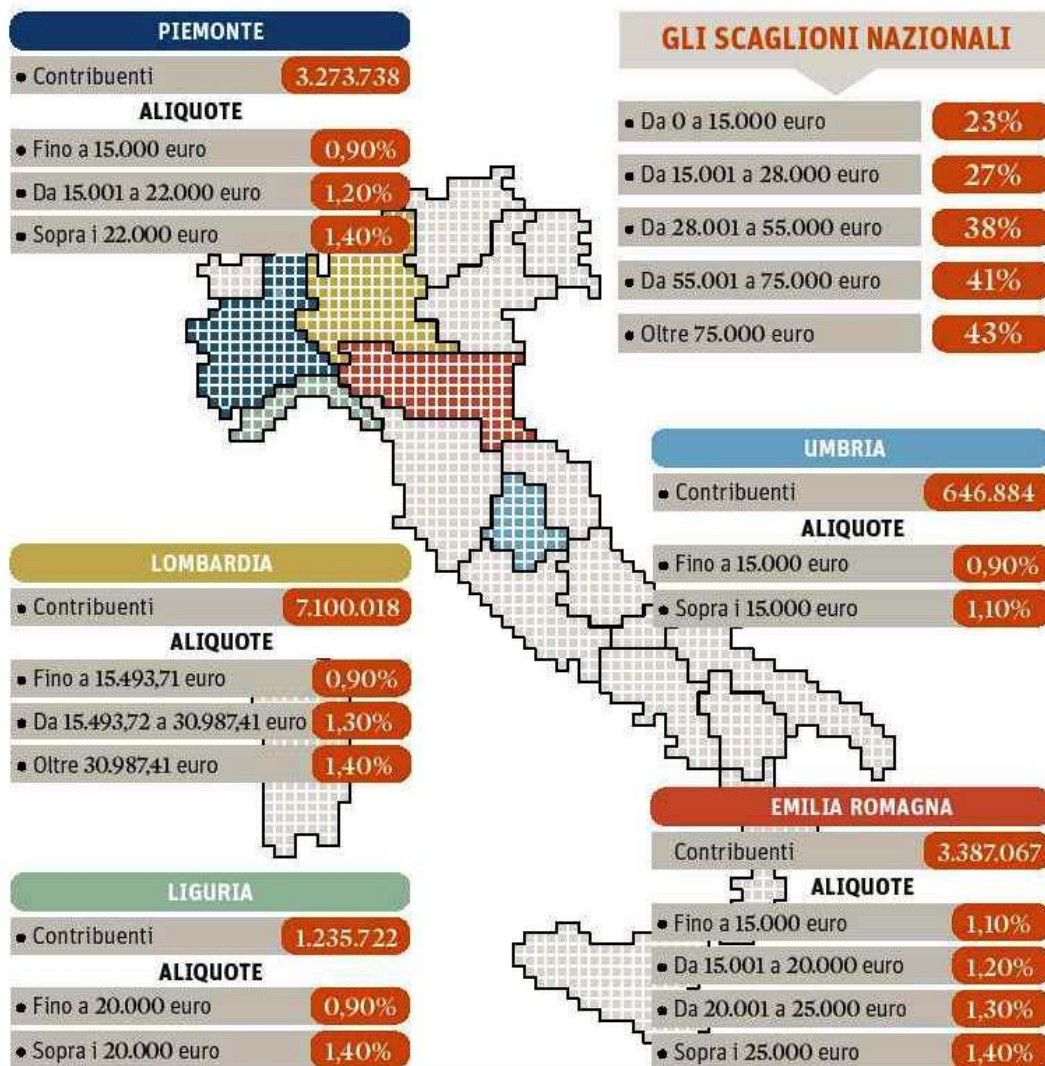 PIEMONTE
• Contribuenti 3.273.738
ALIQUOTE
• Fino a 15.000 euro 0,90%
• Da 15.001 a 22.000 euro 1,20%
• Sopra i 22.000 euro 1,40%
GLI SCAGLIONI NAZIONALI
• Da 0 a 15.000 euro 23%
• Da 15.001 a 28.000 euro 27%
• Da 28.001 a 55.000 euro 38%
• Da 55.001 a 75.000 euro 41%
• Oltre 75.000 euro 43%
UMBRIA
• Contribuenti 646.884
ALIQUOTE
• Fino a 15.000 euro 0,90%
• Sopra i 15.000 euro 1,10%
LOMBARDIA
• Contribuenti 7.100.018
ALIQUOTE
• Fino a 15.493,71 euro 0,90%
• Da 15.493,72 a 30.987,41 euro 1,30%
• Oltre 30.987,41 euro 1,40%
EMILIA ROMAGNA
Contribuenti 3.387.067
ALIQUOTE
• Fino a 15.000 euro 1,10%
• Da 15.001 a 20.000 euro 1,20%
• Da 20.001 a 25.000 euro 1,30%
• Sopra i 25.000 euro 1,40%
LIGURIA
• Contribuenti 1.235.722
ALIQUOTE
• Fino a 20.000 euro 0,90%
• Sopra i 20.000 euro 1,40%